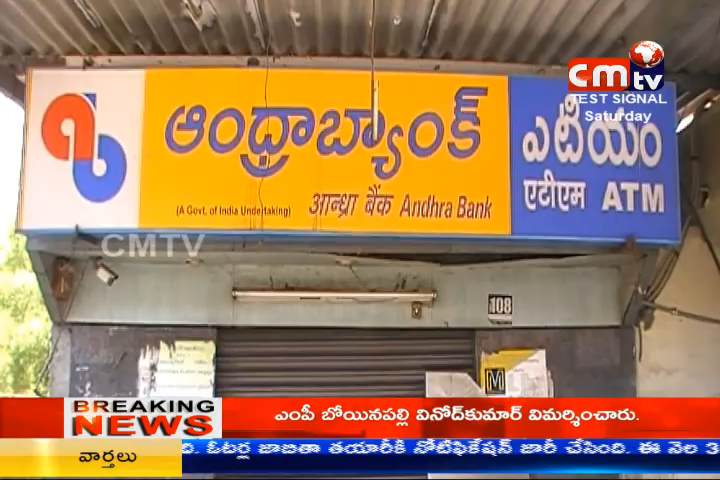 cmtv
TEST SIGNAL
Saturday
ఆంధ్రాబ్యాంక్
ఎటియం
(A Govt. of India Undertaking)
आन्ध्रा बैंक Andhra Bank
एटीएम ATM
CMTV
108
M
BREAKING
NEWS
ఎంపీ బోయినపల్లి వినోద్‌కుమార్ విమర్శించారు.
వార్తలు
ది. ఓటర్ల జాబితా తయారీకి నోటిఫికేషన్ జారీ చేసింది. ఈ నెల 3